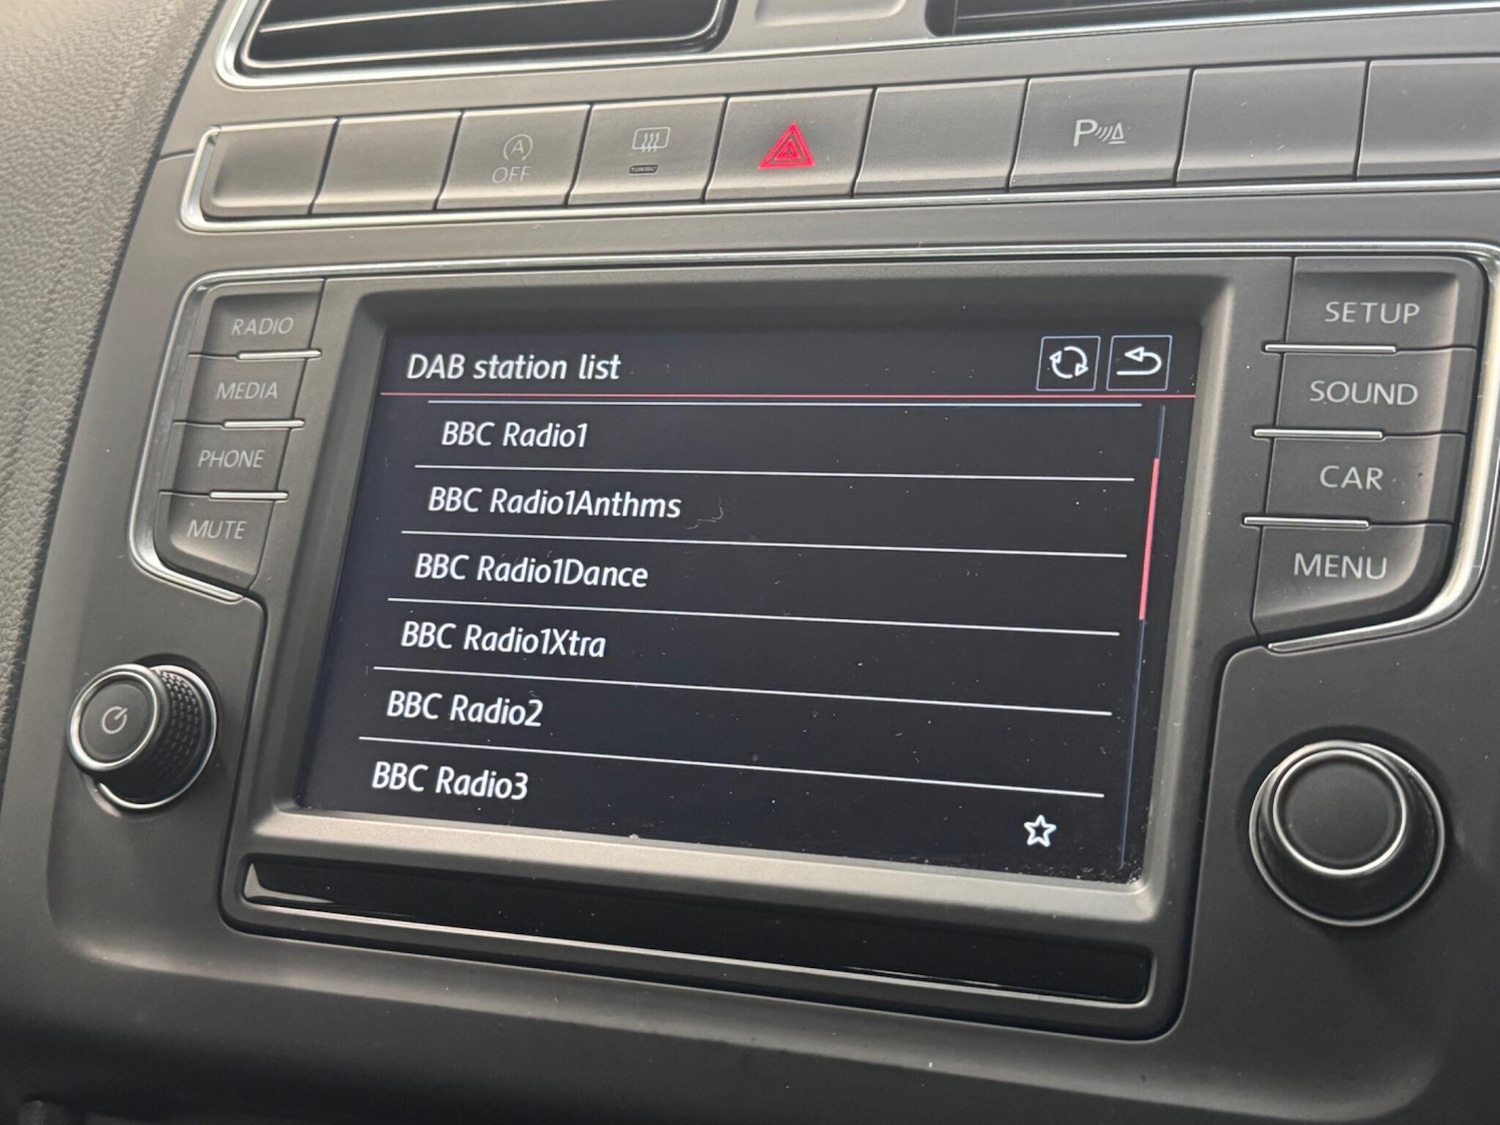 A
OFF
P
RADIO
MEDIA
PHONE
MUTE
DAB station list
BBC Radio1
BBC Radio1Anthms
BBC Radio1Dance
BBC Radio1Xtra
BBC Radio2
BBC Radio3
SETUP
SOUND
CAR
MENU